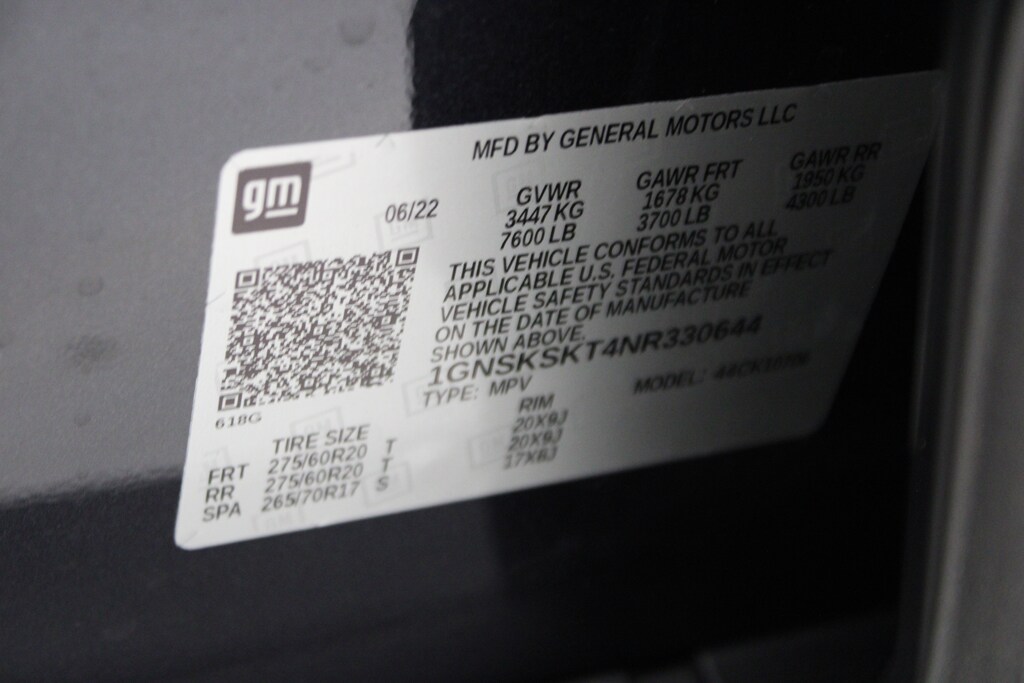 MFD BY GENERAL MOTORS LLC
gm
06/22
GVWR GAWR FRT GAWR RR
3447 KG 1678 KG 1950 KG
7600 LB 3700 LB 4300 LB
THIS VEHICLE CONFORMS TO ALL
APPLICABLE U.S. FEDERAL MOTOR
VEHICLE SAFETY STANDARDS IN EFFECT
ON THE DATE OF MANUFACTURE
SHOWN ABOVE.
1GNSKSKT4NR330644
TYPE: MPV MODEL:
618G
TIRE SIZE RIM
FRT 275/60R20 T 20X9J
RR 275/60R20 T 20X9J
SPA 265/70R17 S 17X8J